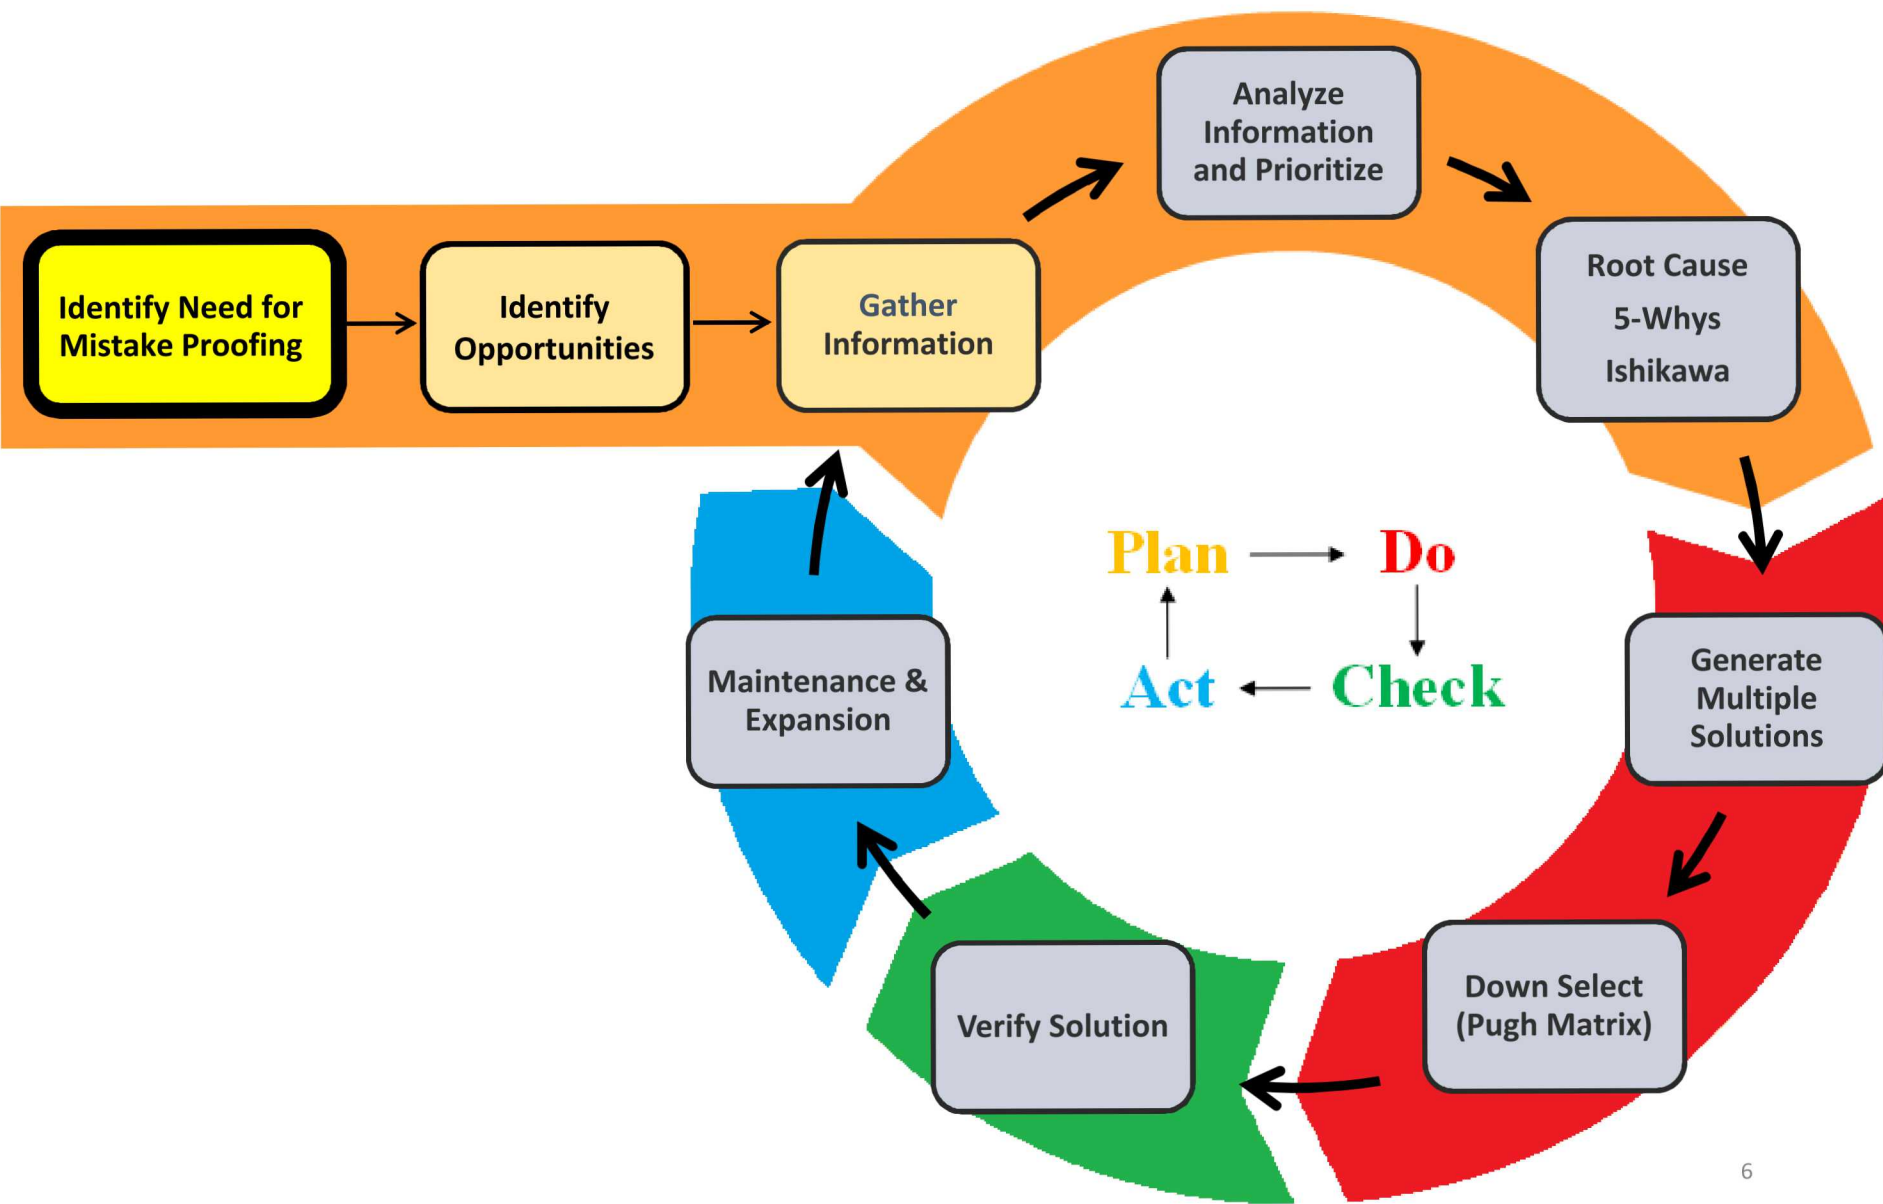 Analyze
Information
and Prioritize
Identify Need for
Mistake Proofing
Identify
Opportunities
Gather
Information
Root Cause
5-Whys
Ishikawa
Plan
Do
Act
Check
Generate
Multiple
Solutions
Maintenance &
Expansion
Down Select
(Pugh Matrix)
Verify Solution
6